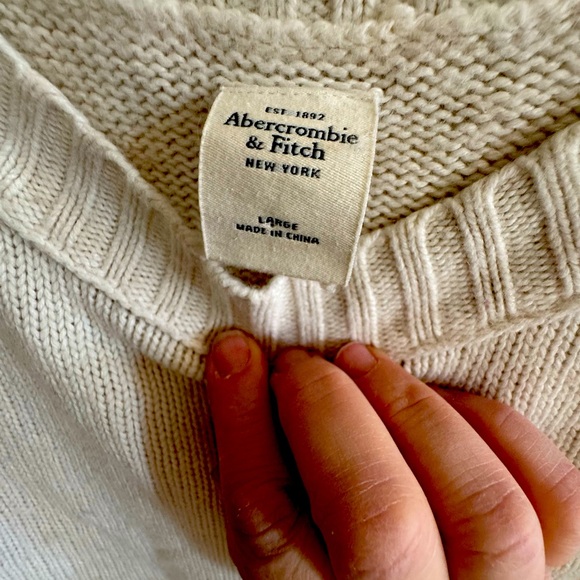 EST. 1892
Abercrombie
& Fitch
NEW YORK
LARGE
MADE IN CHINA